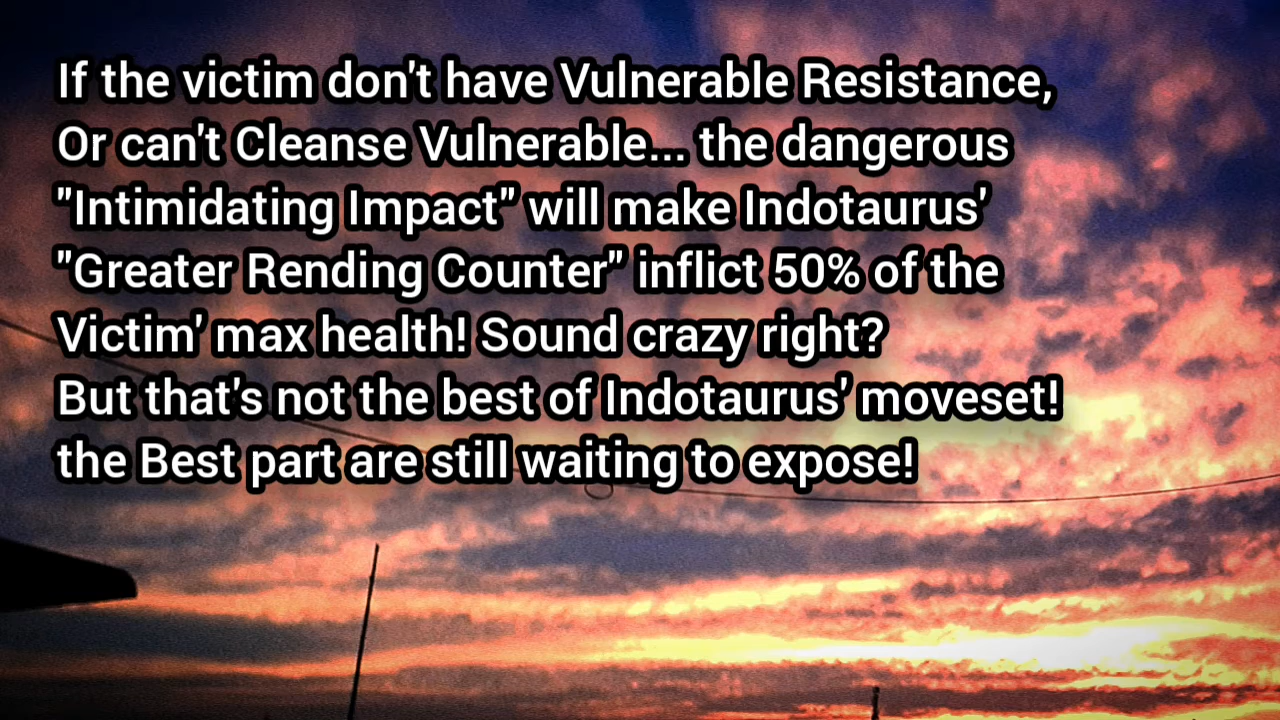 If the victim don't have Vulnerable Resistance,
Or can't Cleanse Vulnerable... the dangerous
"Intimidating Impact" will make Indotaurus'
"Greater Rending Counter" inflict 50% of the
Victim' max health! Sound crazy right?
But that's not the best of Indotaurus' moveset!
the Best part are still waiting to expose!